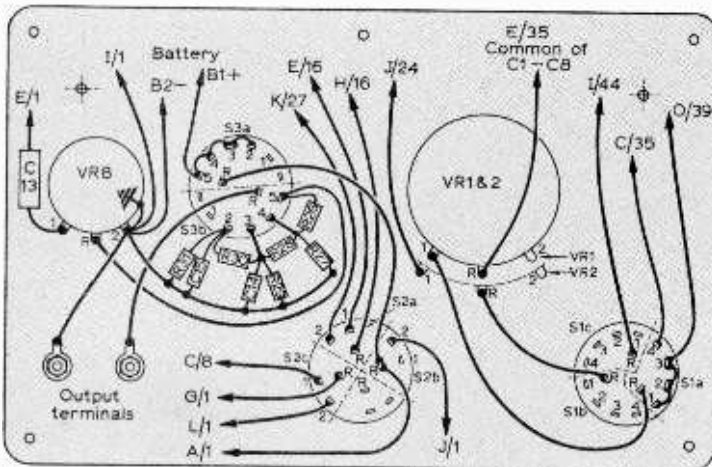 E/1
C
13
I/1
B2-
VR8
Battery
B1+
S3a
S3b
K/27
E/15
H/16
J/24
E/35
Common of
C1-C8
VR1&2
VR1
VR2
I/44
C/35
O/39
S1c
S1a
S1b
S2a
S2b
S2c
C/8
G/1
L/1
A/1
J/1
Output
terminals